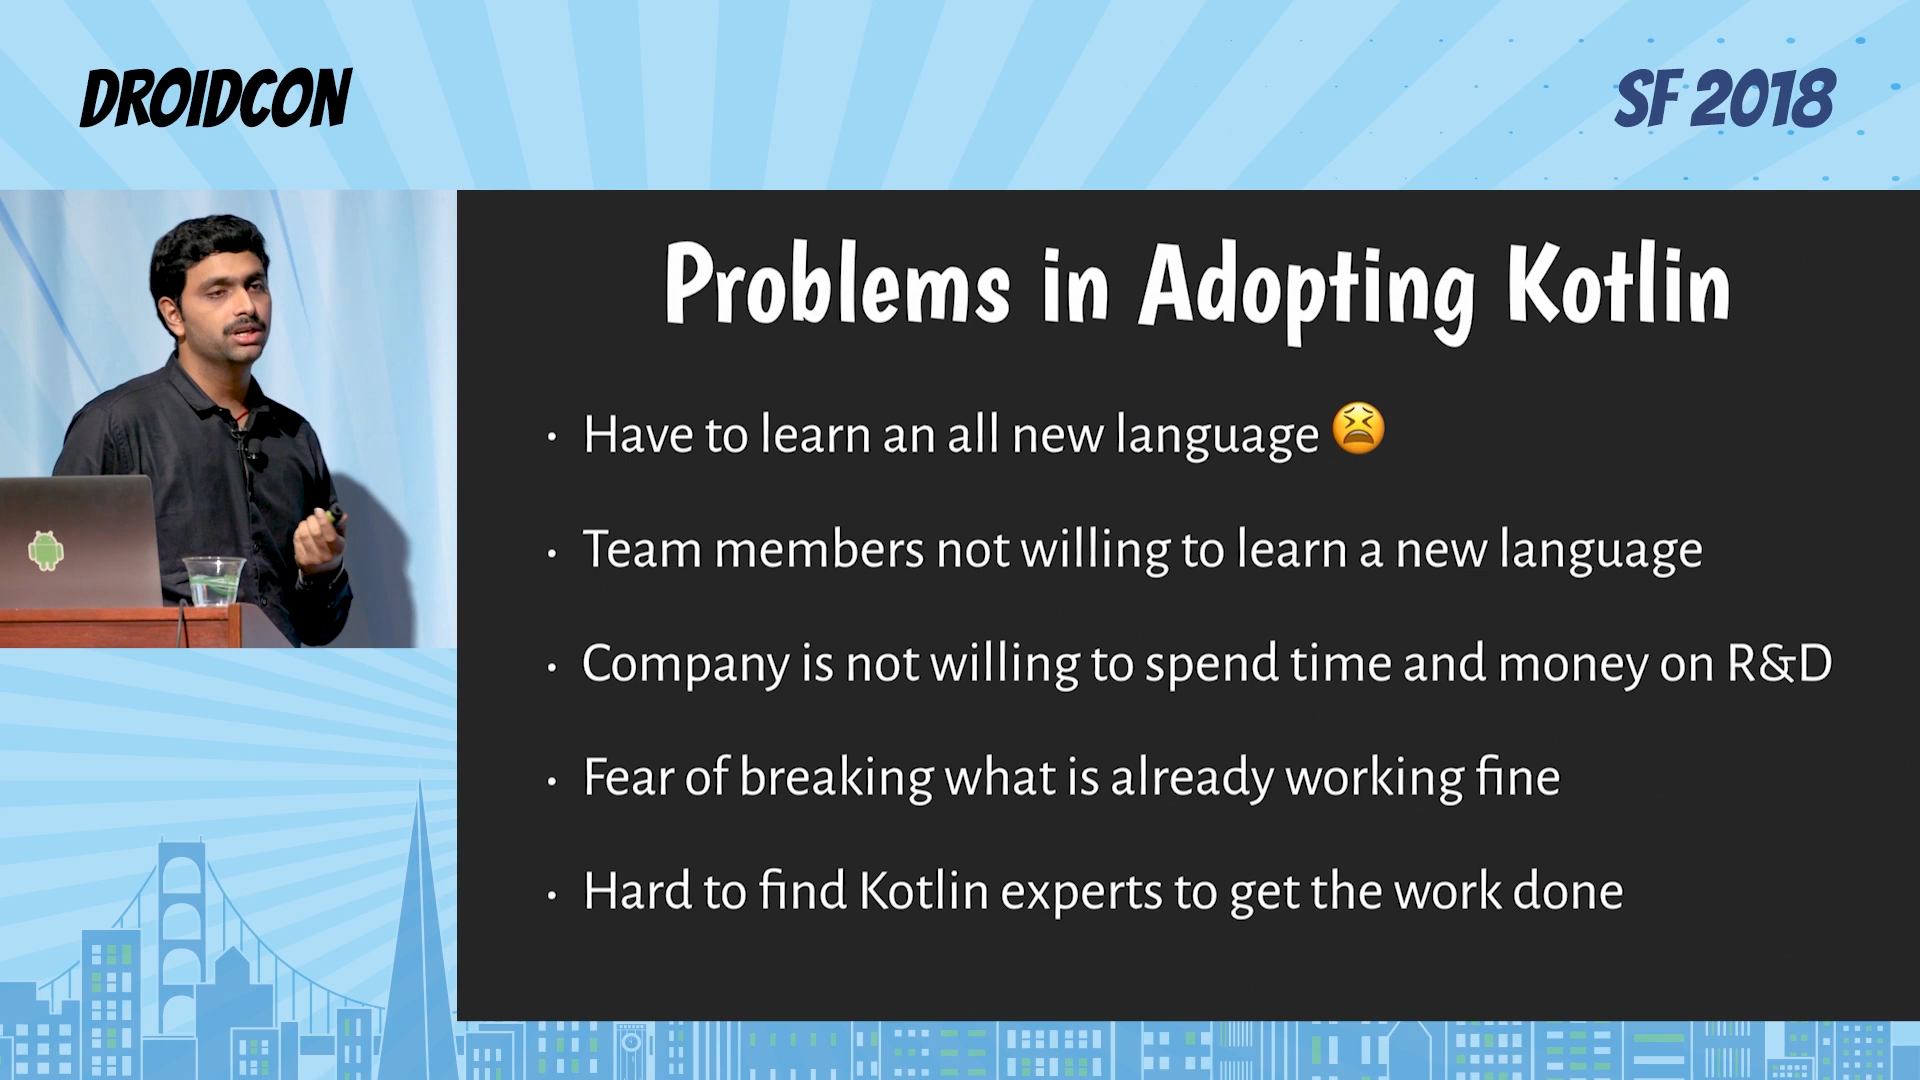 DROIDCON
SF 2018
Problems in Adopting Kotlin
• Have to learn an all new language 😫
• Team members not willing to learn a new language
• Company is not willing to spend time and money on R&D
• Fear of breaking what is already working fine
• Hard to find Kotlin experts to get the work done